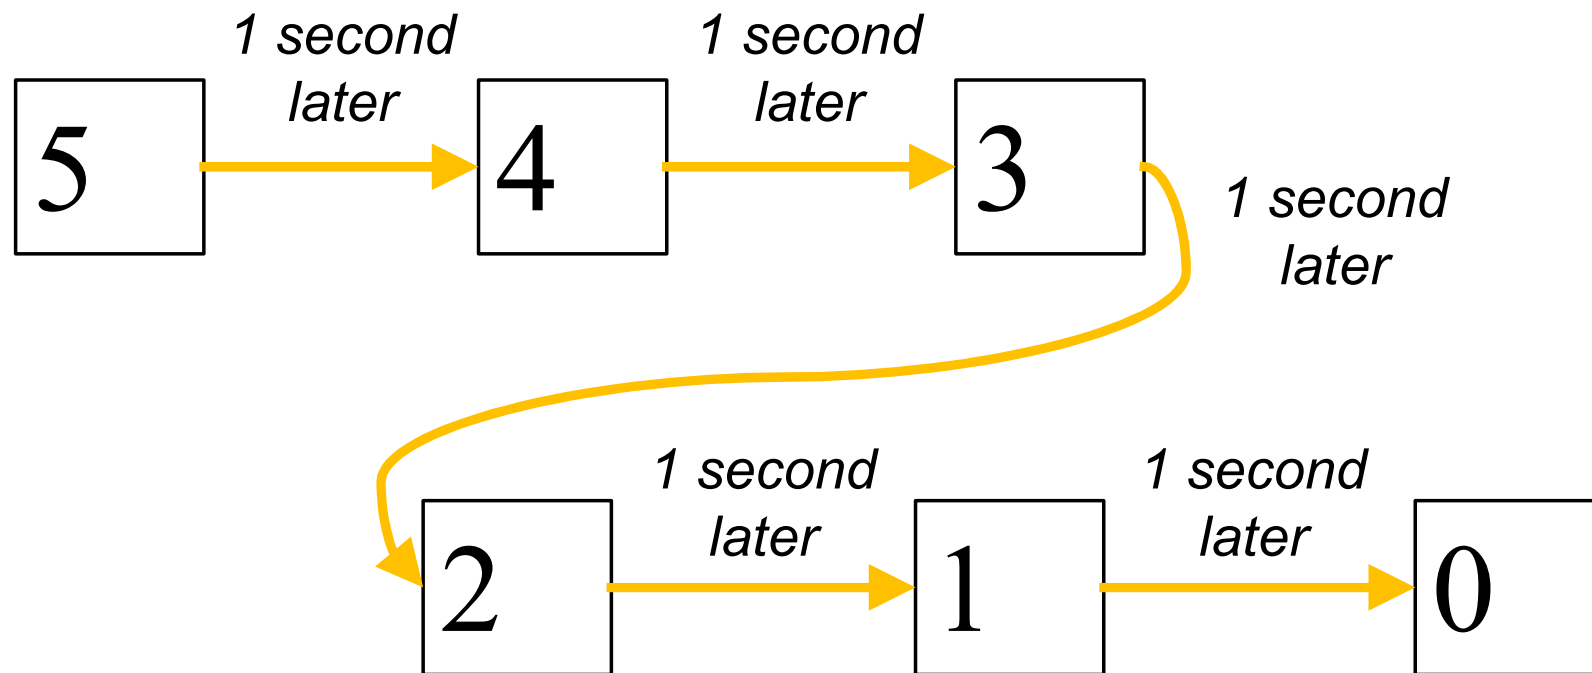 1 second
later
1 second
later
5
4
3
1 second
later
1 second
later
1 second
later
2
1
0